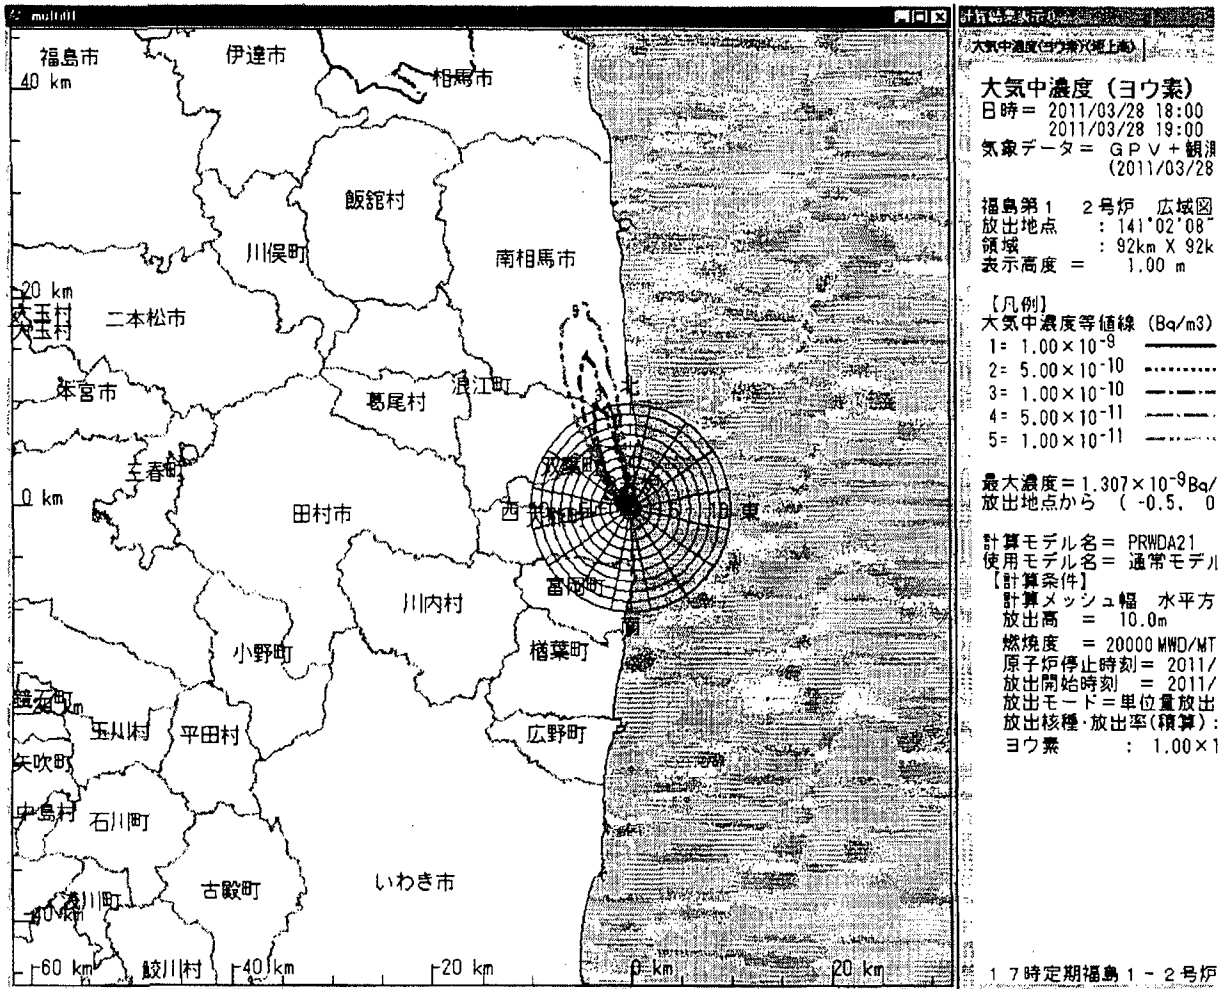 multi01
福島市
伊達市
相馬市
40 km
飯舘村
川俣町
南相馬市
20 km
大玉村
大玉村
二本松市
本宮市
浪江町
北
葛尾村
三春町
双葉町
0 km
田村市
西
東
富岡町
川内村
南
楢葉町
小野町
鏡石町
玉川村
平田村
広野町
矢吹町
中島村
石川町
いわき市
古殿町
浅川町
鮫川村
-60 km
-40 km
-20 km
0 km
20 km
計算結果表示
大気中濃度(ヨウ素)(地上高)
大気中濃度 (ヨウ素)
日時= 2011/03/28 18:00
2011/03/28 19:00
気象データ= GPV+観測
(2011/03/28
福島第1 2号炉 広域図
放出地点 : 141°02'08"
領域 : 92km X 92k
表示高度 = 1.00 m
【凡例】
大気中濃度等値線 (Bq/m3)
1= 1.00×10-9
2= 5.00×10-10
3= 1.00×10-10
4= 5.00×10-11
5= 1.00×10-11
最大濃度=1.307×10-9Bq/
放出地点から ( -0.5, 0
計算モデル名= PRWDA21
使用モデル名= 通常モデル
【計算条件】
計算メッシュ幅 水平方
放出高 = 10.0m
燃焼度 = 20000MWD/MT
原子炉停止時刻= 2011/
放出開始時刻 = 2011/
放出モード=単位量放出
放出核種・放出率(積算):
ヨウ素 : 1.00×1
17時定期福島1-2号炉